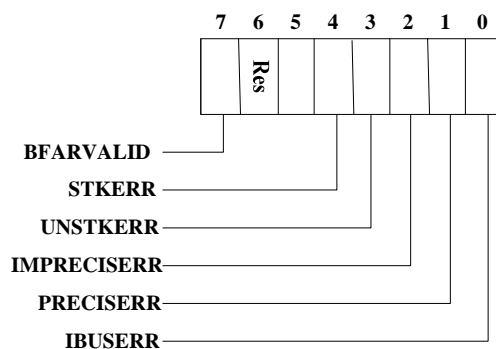 7 6 5 4 3 2 1 0
Res
BFARVALID
STKERR
UNSTKERR
IMPRECISERR
PRECISERR
IBUSERR